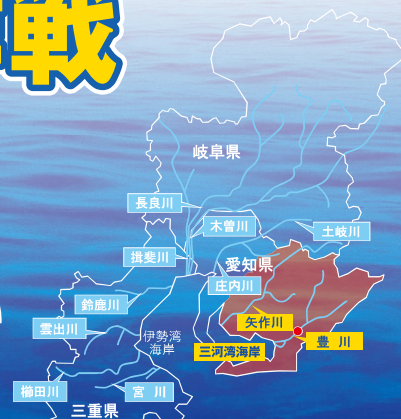 戦
岐阜県
長良川
木曽川
土岐川
揖斐川
愛知県
庄内川
鈴鹿川
矢作川
雲出川
伊勢湾
海岸
豊 川
三河湾海岸
櫛田川
宮 川
三重県